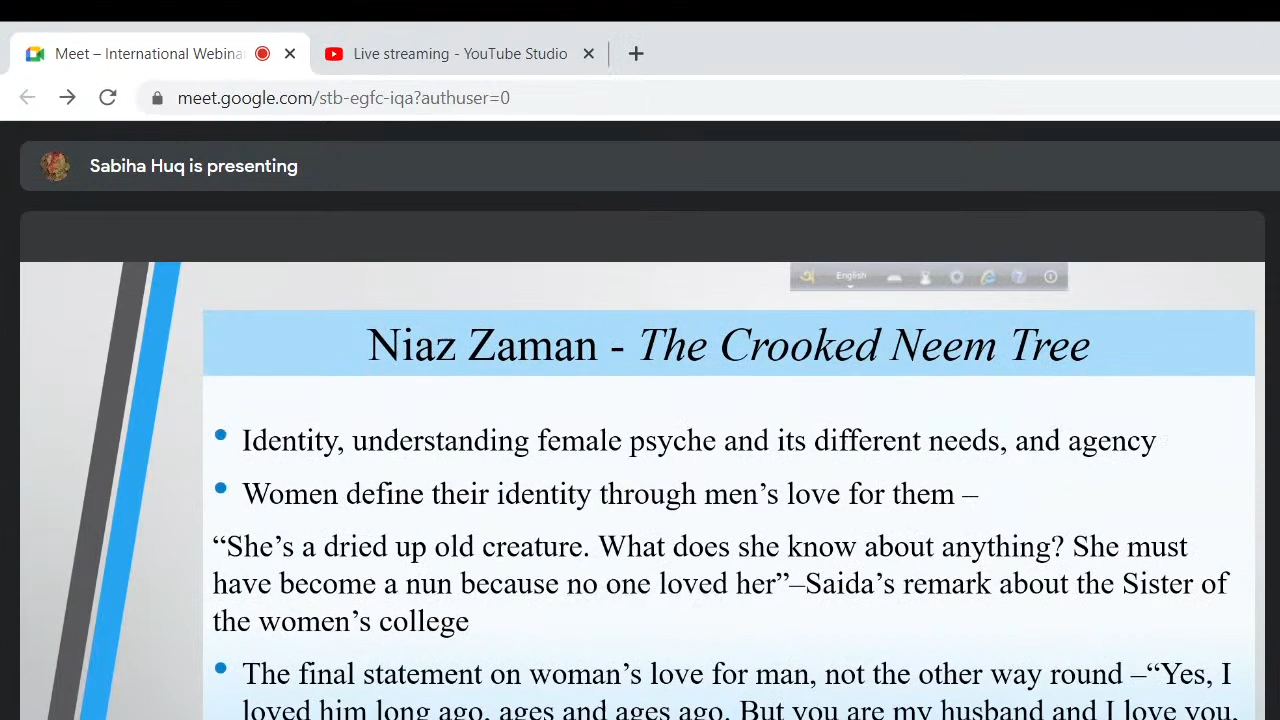 Meet – International Webina
Live streaming - YouTube Studio
meet.google.com/stb-egfc-iqa?authuser=0
Sabiha Huq is presenting
English
Niaz Zaman - The Crooked Neem Tree
Identity, understanding female psyche and its different needs, and agency
Women define their identity through men’s love for them –
“She’s a dried up old creature. What does she know about anything? She must
have become a nun because no one loved her”–Saida’s remark about the Sister of
the women’s college
The final statement on woman’s love for man, not the other way round –“Yes, I
loved him long ago, ages and ages ago. But you are my husband and I love you.